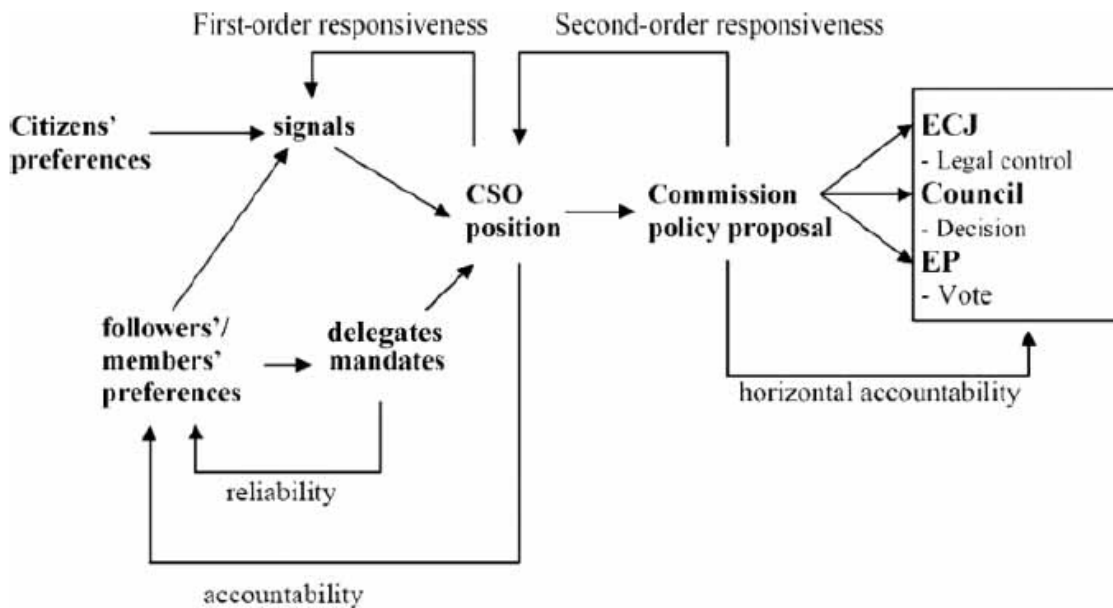 First-order responsiveness
Second-order responsiveness
Citizens'
preferences
signals
CSO
position
Commission
policy proposal
ECJ
- Legal control
Council
- Decision
EP
- Vote
followers'/
members'
preferences
delegates
mandates
horizontal accountability
reliability
accountability